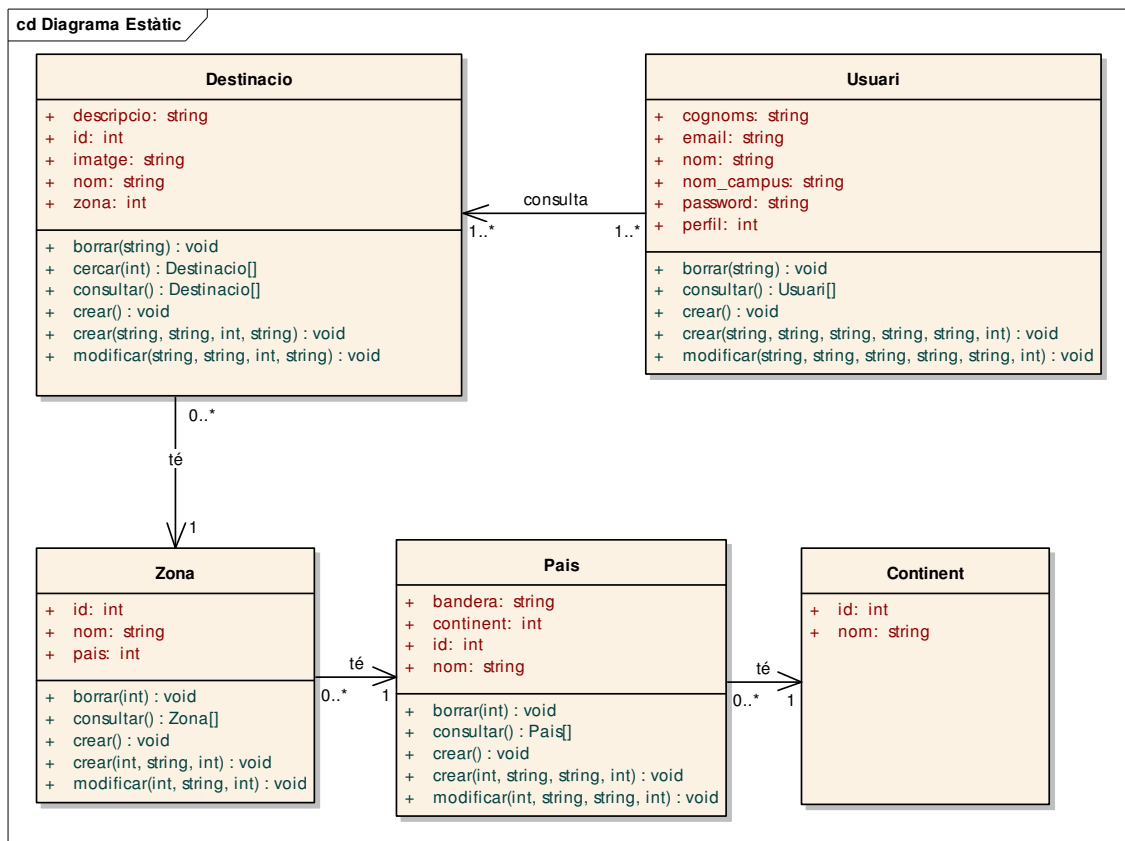 cd Diagrama Estàtic
Destinacio
+ descripcio: string
+ id: int
+ imatge: string
+ nom: string
+ zona: int
+ borrar(string) : void
+ cercar(int) : Destinacio[]
+ consultar() : Destinacio[]
+ crear() : void
+ crear(string, string, int, string) : void
+ modificar(string, string, int, string) : void
Usuari
+ cognoms: string
+ email: string
+ nom: string
+ nom_campus: string
+ password: string
+ perfil: int
+ borrar(string) : void
+ consultar() : Usuari[]
+ crear() : void
+ crear(string, string, string, string, string, int) : void
+ modificar(string, string, string, string, string, int) : void
consulta
1..*
1..*
0..*
té
1
Zona
+ id: int
+ nom: string
+ pais: int
+ borrar(int) : void
+ consultar() : Zona[]
+ crear() : void
+ crear(int, string, int) : void
+ modificar(int, string, int) : void
té
0..*
1
Pais
+ bandera: string
+ continent: int
+ id: int
+ nom: string
+ borrar(int) : void
+ consultar() : Pais[]
+ crear() : void
+ crear(int, string, string, int) : void
+ modificar(int, string, string, int) : void
té
0..*
1
Continent
+ id: int
+ nom: string